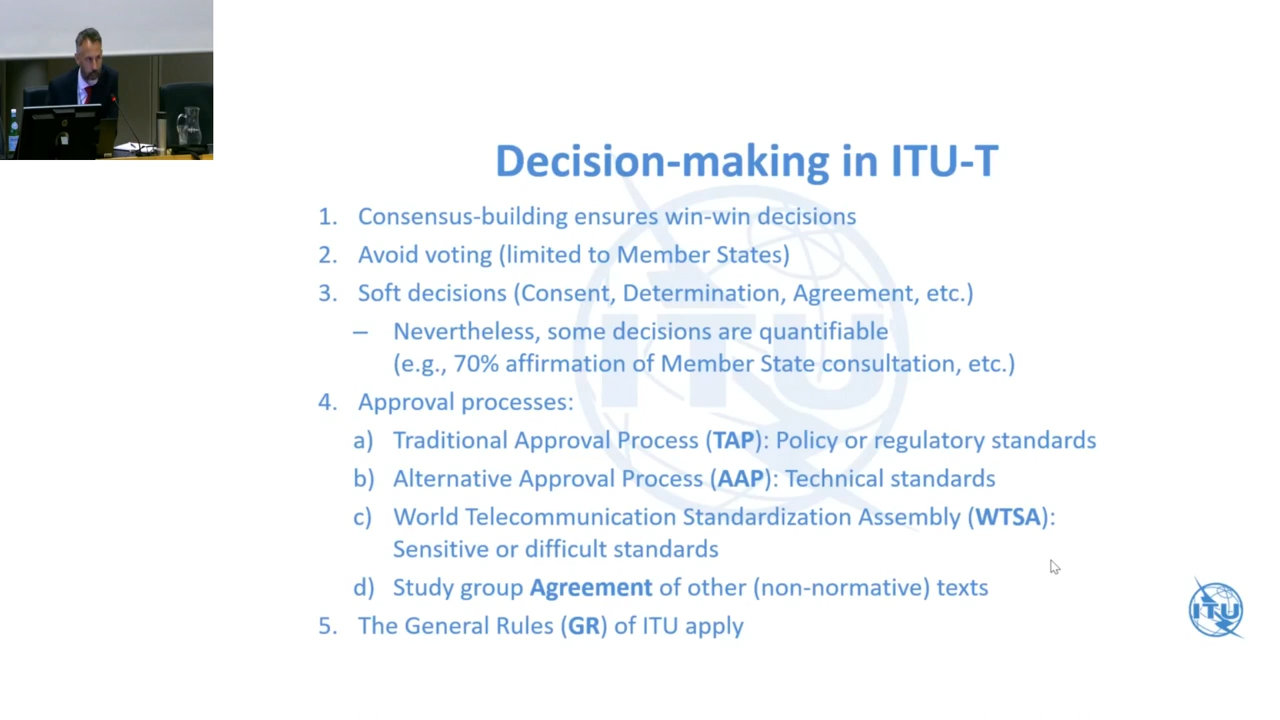 Decision-making in ITU-T
1. Consensus-building ensures win-win decisions
2. Avoid voting (limited to Member States)
3. Soft decisions (Consent, Determination, Agreement, etc.)
– Nevertheless, some decisions are quantifiable
(e.g., 70% affirmation of Member State consultation, etc.)
4. Approval processes:
a) Traditional Approval Process (TAP): Policy or regulatory standards
b) Alternative Approval Process (AAP): Technical standards
c) World Telecommunication Standardization Assembly (WTSA):
Sensitive or difficult standards
d) Study group Agreement of other (non-normative) texts
5. The General Rules (GR) of ITU apply
ITU
ITU